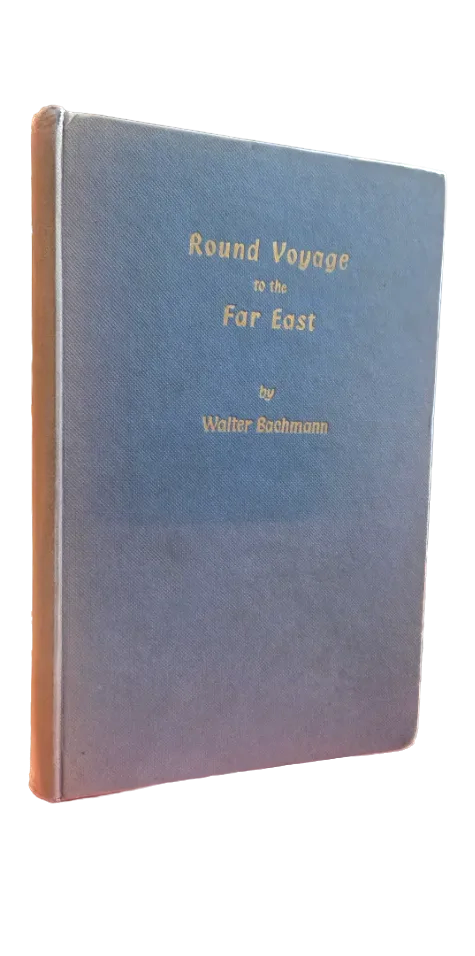 Round Voyage
to the
Far East
by
Walter Bachmann